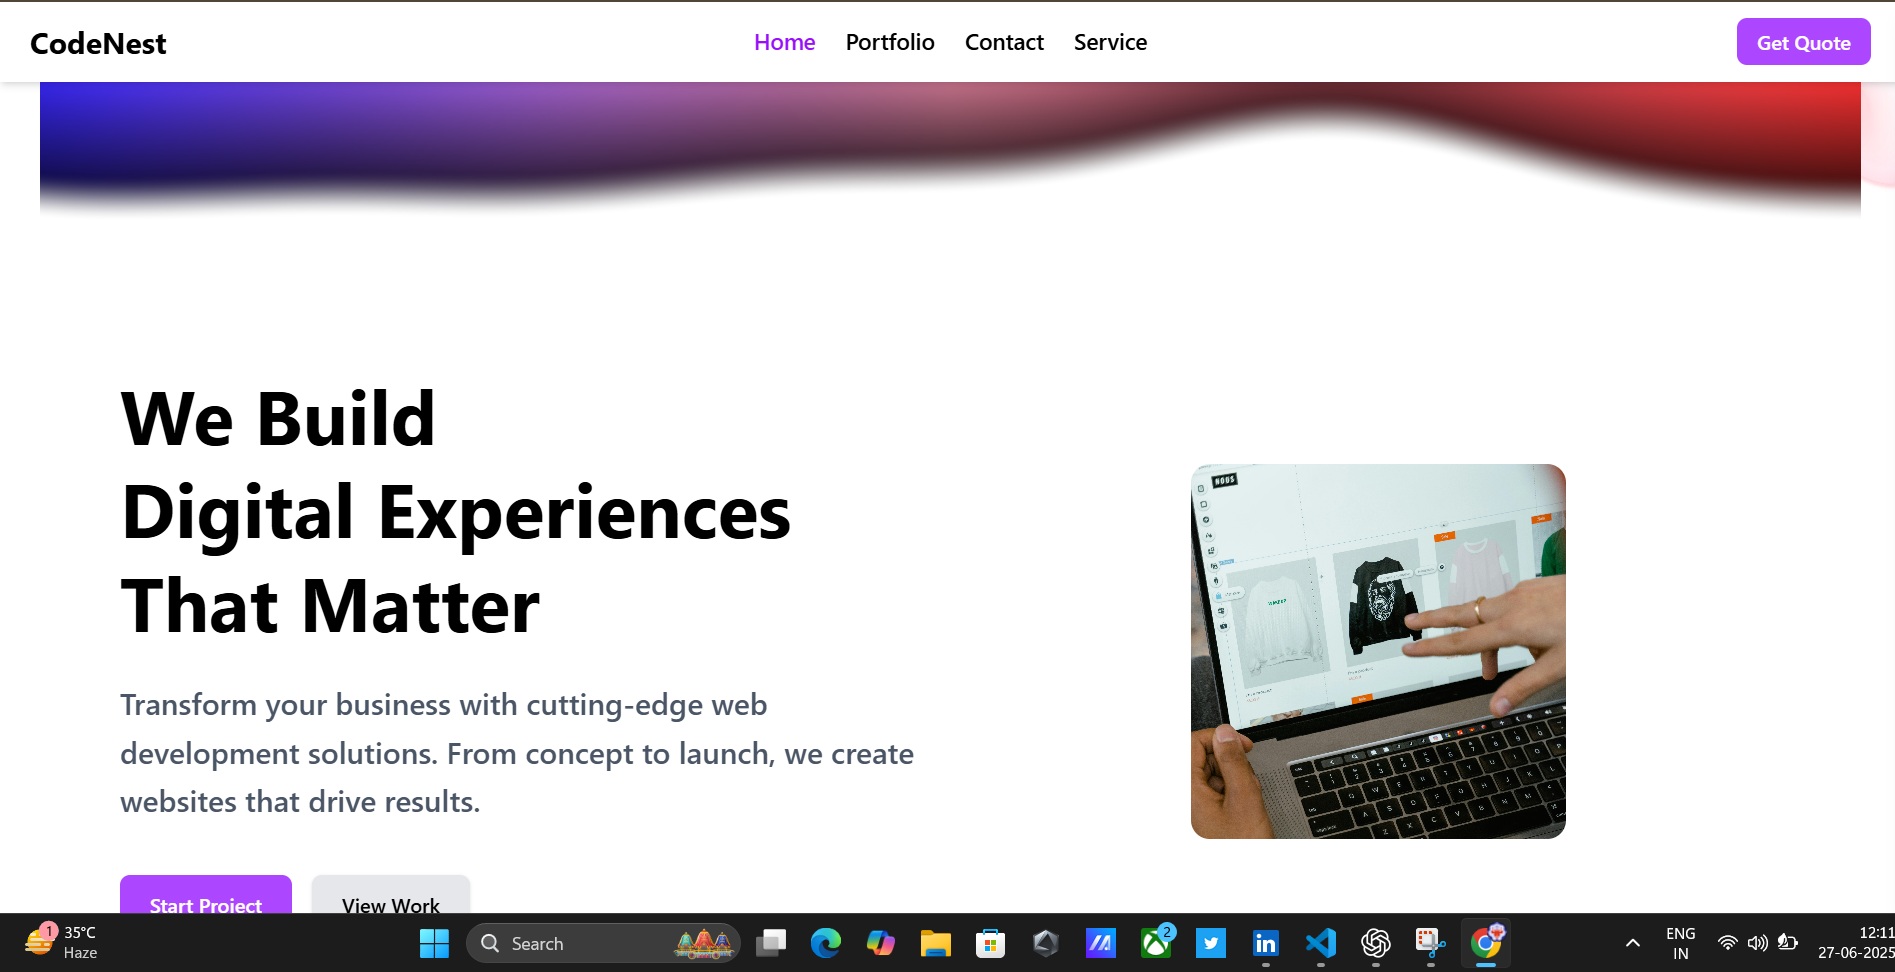 CodeNest
Home Portfolio Contact Service
Get Quote
We Build
Digital Experiences
That Matter
Transform your business with cutting-edge web
development solutions. From concept to launch, we create
websites that drive results.
Start Project
View Work
1
35°C
Haze
Search
2
ENG
IN
12:11
27-06-2025